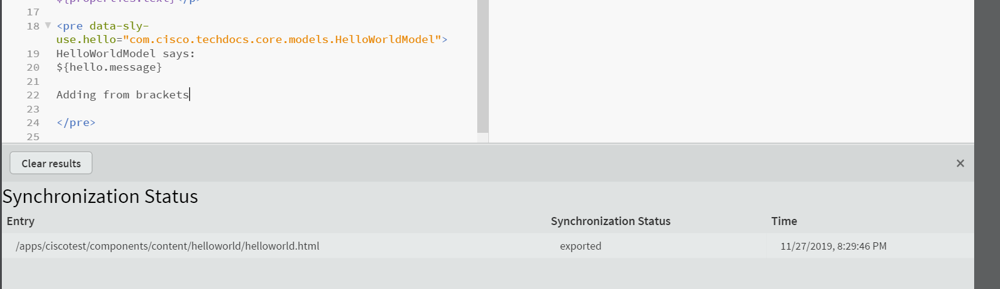 ${properties.text}</p>
17
18 <pre data-sly-
use.hello="com.cisco.techdocs.core.models.HelloWorldModel">
19 HelloWorldModel says:
20 ${hello.message}
21
22 Adding from brackets
23
24 </pre>
25
Clear results ×
Synchronization Status
Entry Synchronization Status Time
/apps/ciscotest/components/content/helloworld/helloworld.html exported 11/27/2019, 8:29:46 PM